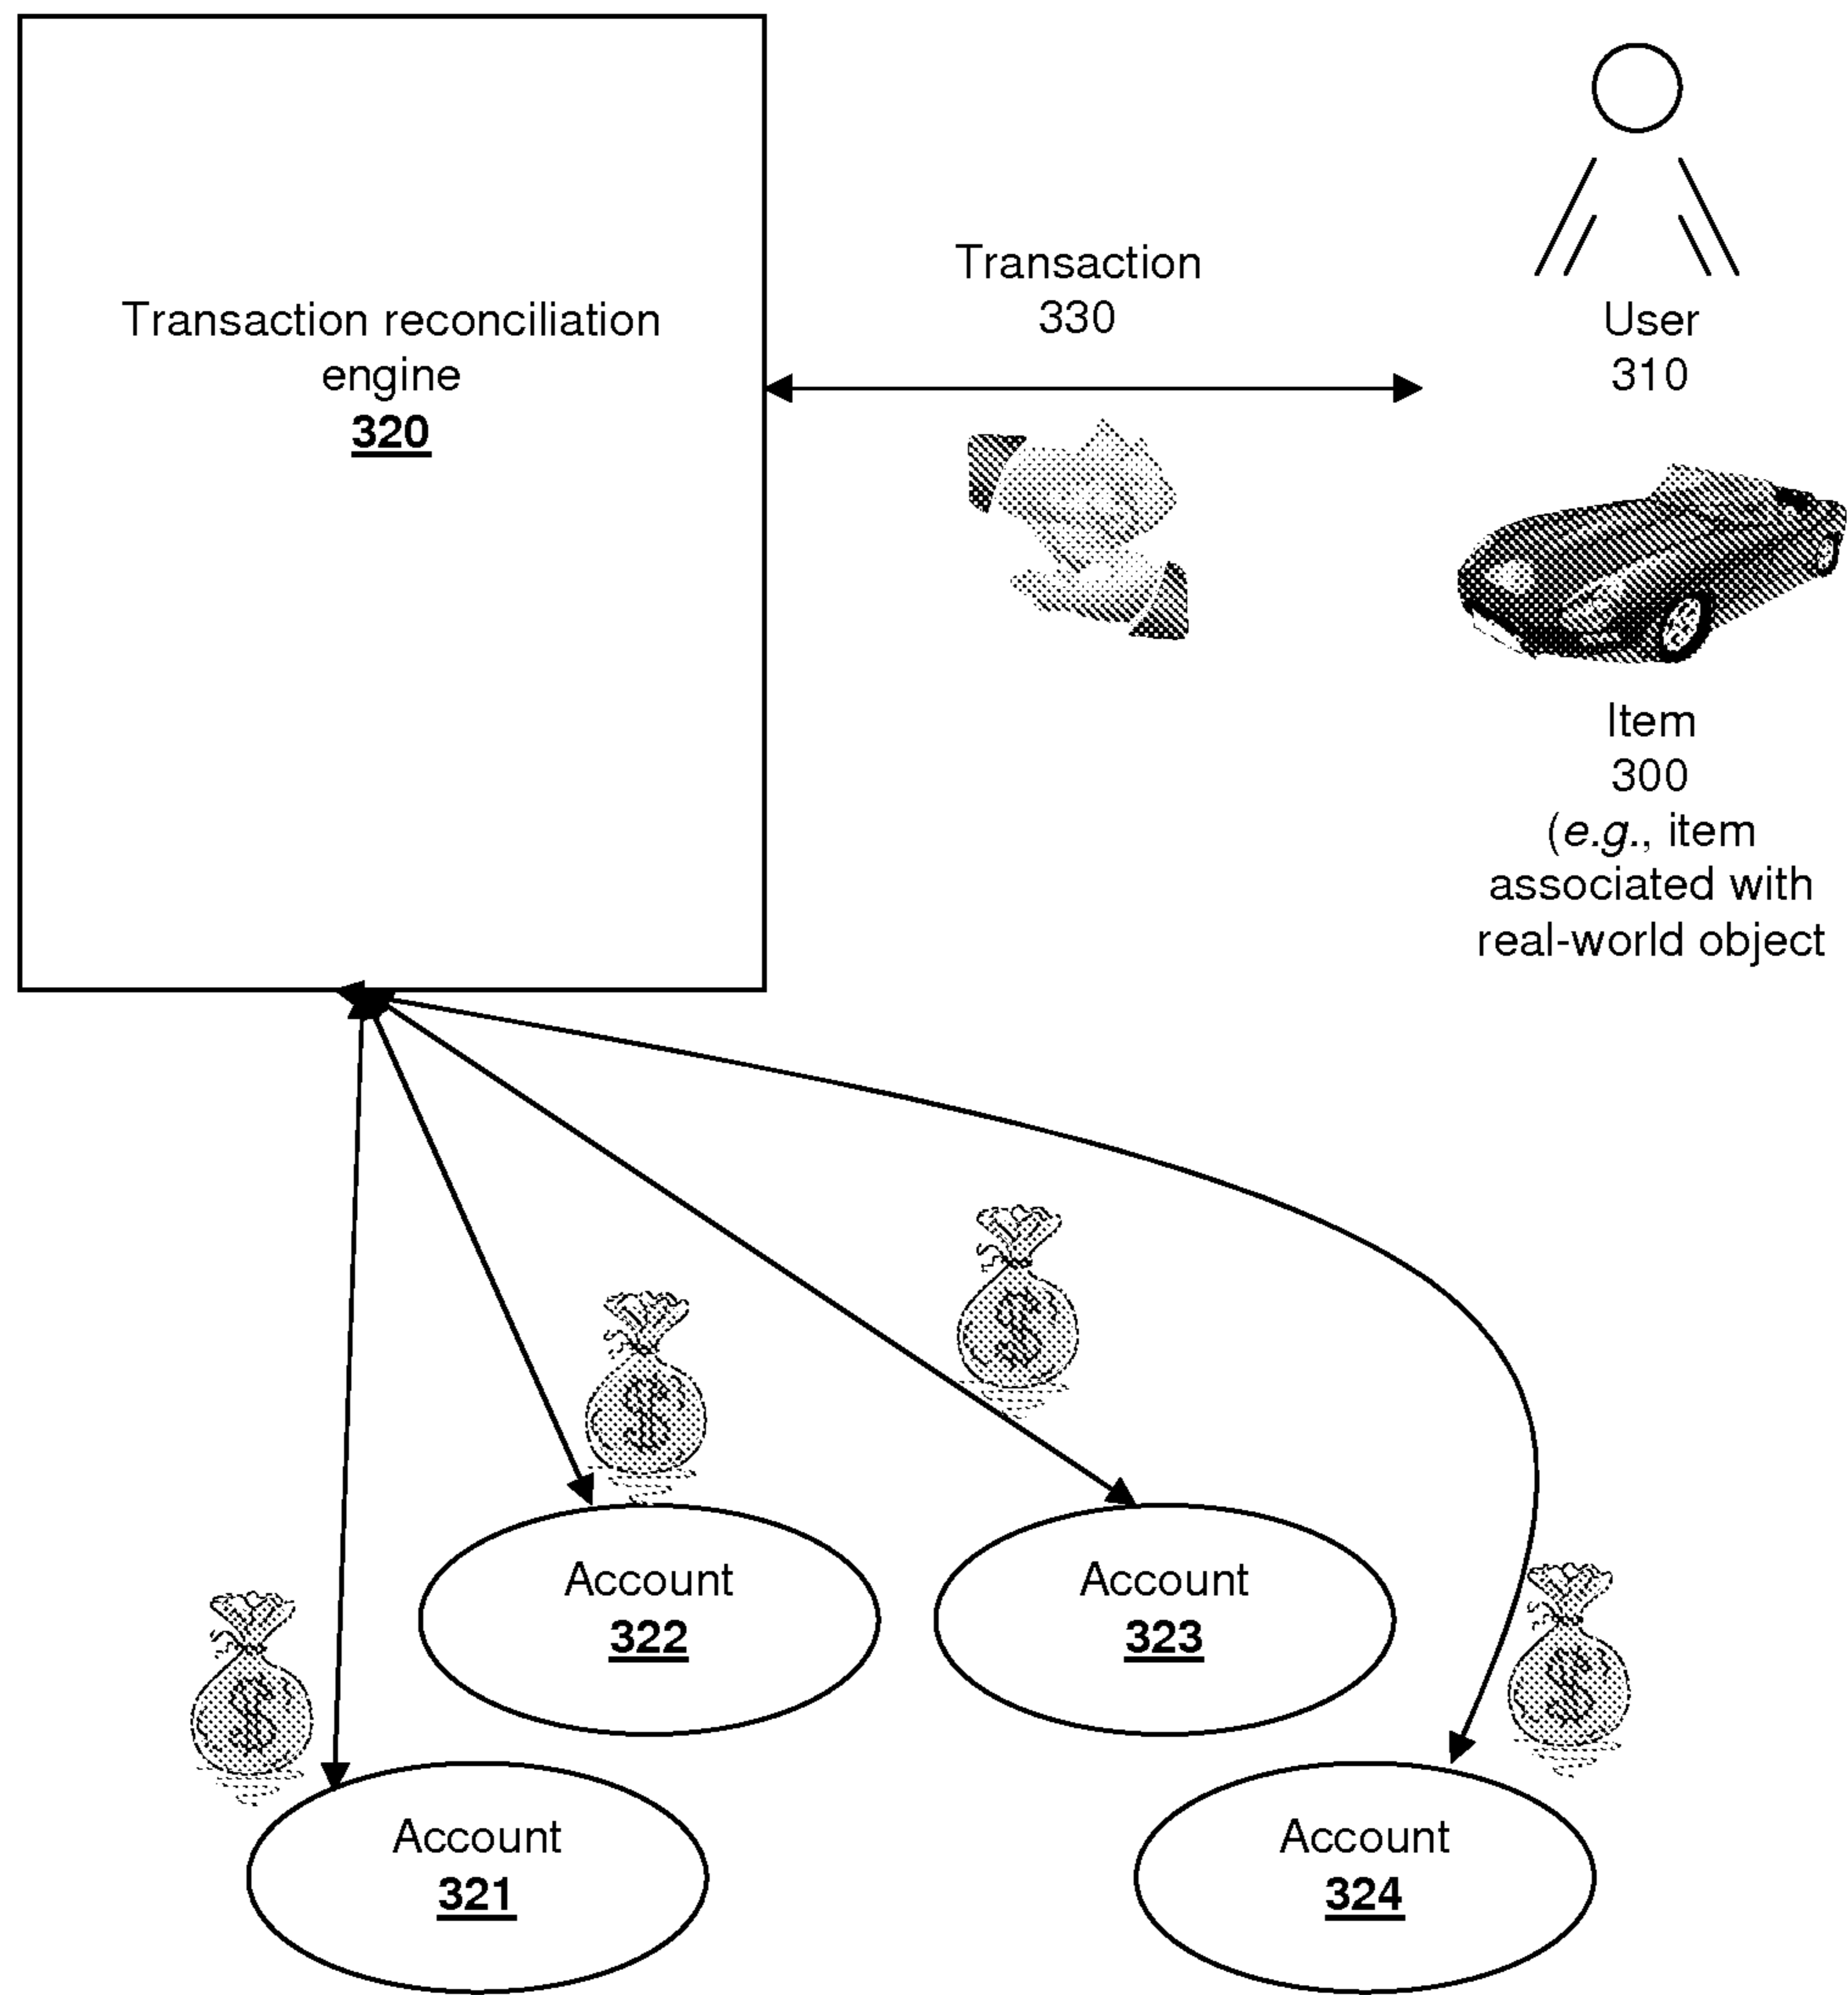 Transaction reconciliation
engine
320
Transaction
330
User
310
Item
300
(e.g., item
associated with
real-world object
$
$
$
$
Account
322
Account
323
Account
321
Account
324